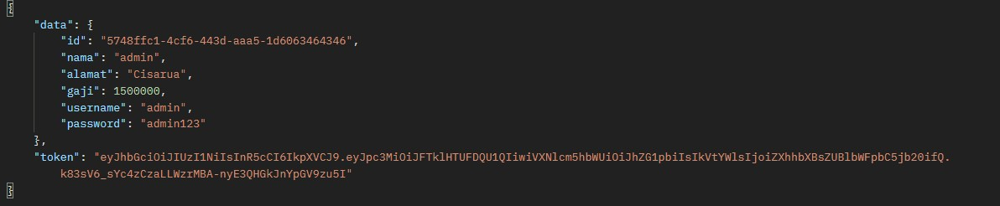 {
"data": {
"id": "5748ffc1-4cf6-443d-aaa5-1d6063464346",
"nama": "admin",
"alamat": "Cisarua",
"gaji": 1500000,
"username": "admin",
"password": "admin123"
},
"token": "eyJhbGciOiJIUzI1NiIsInR5cCI6IkpXVCJ9.eyJpc3MiOiJFTklHTUFDQU1QIiwiVXNlcm5hbWUiOiJhZG1pbiIsIkVtYWlsIjoiZXhhbXBsZUBlbWFpbC5jb20ifQ.
k83sV6_sYc4zCzaLLWzrMBA-nyE3QHGkJnYpGV9zu5I"
}